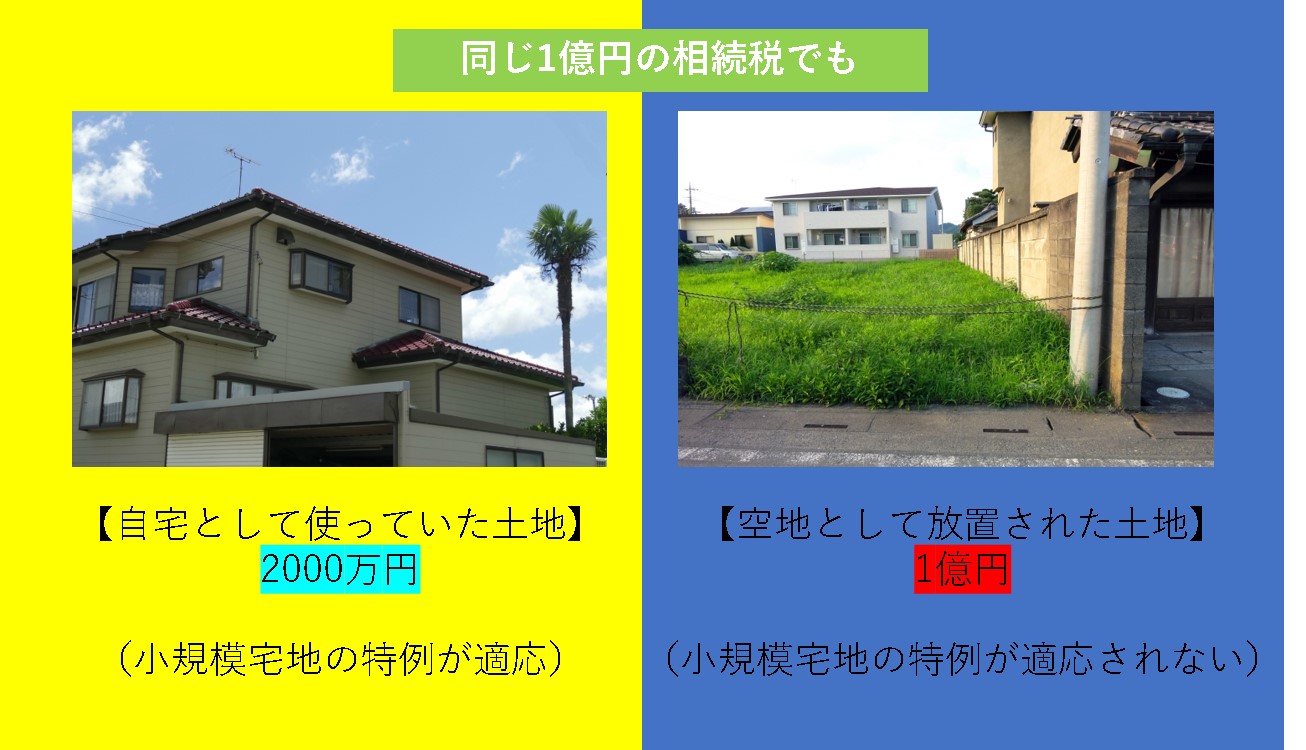 同じ1億円の相続税でも
【自宅として使っていた土地】
2000万円
（小規模宅地の特例が適応）
【空地として放置された土地】
1億円
（小規模宅地の特例が適応されない）